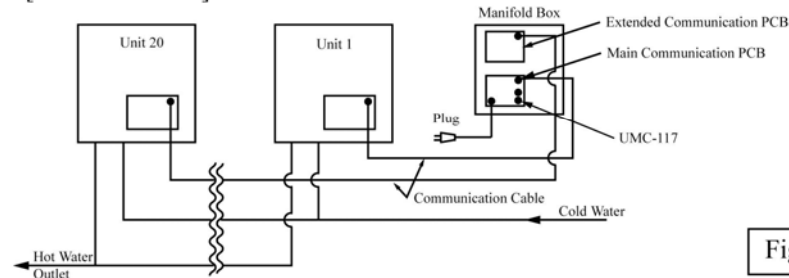 Manifold Box
Extended Communication PCB
Unit 20
Unit 1
Main Communication PCB
Plug
UMC-117
Communication Cable
Cold Water
Hot Water
Outlet
Fig